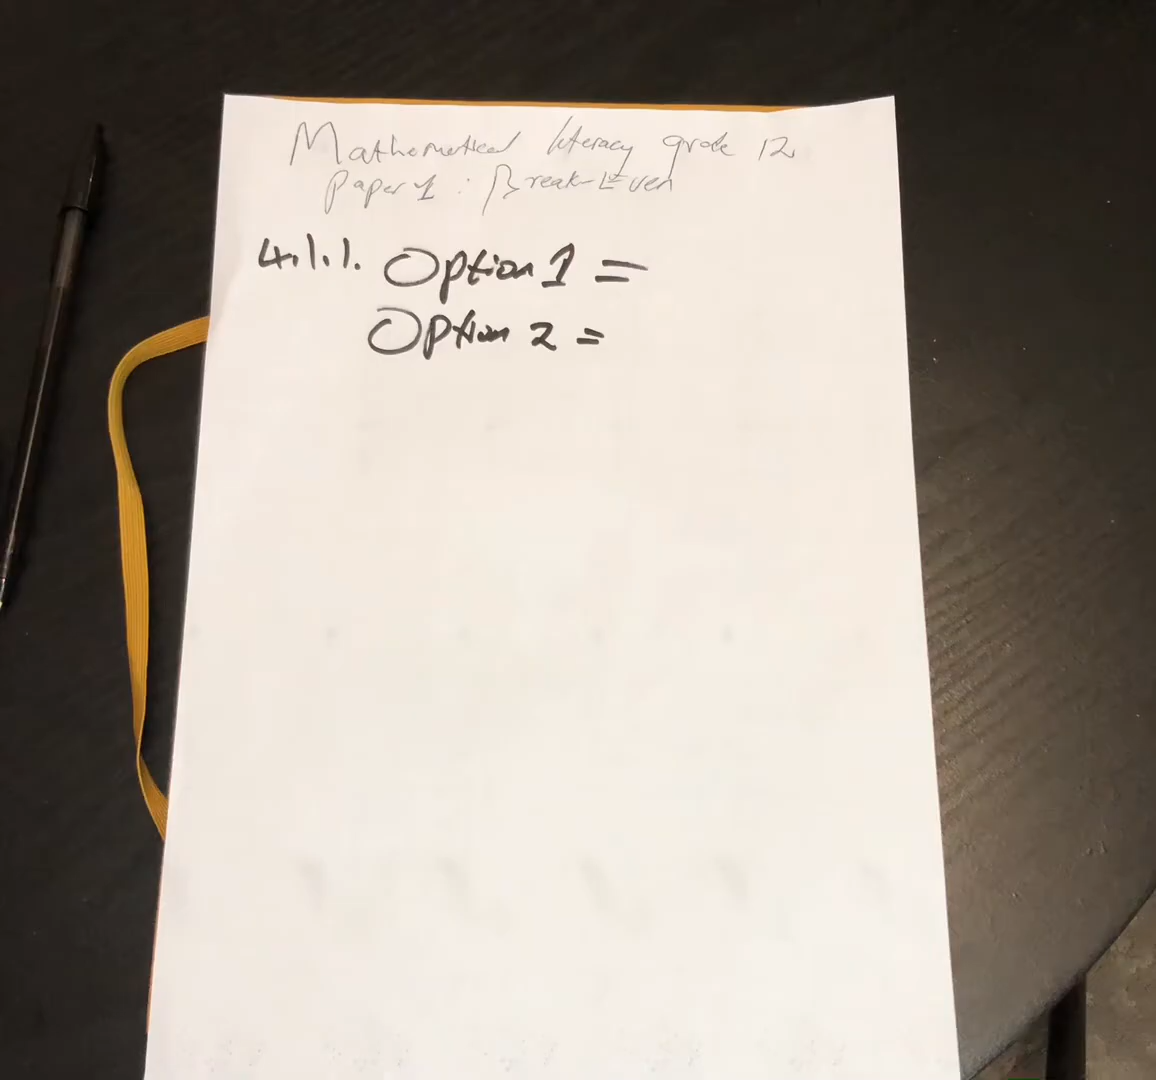 Mathematical literacy grade 12
Paper 1 : Break-Even
4.1.1. Option 1 =
Option 2 =